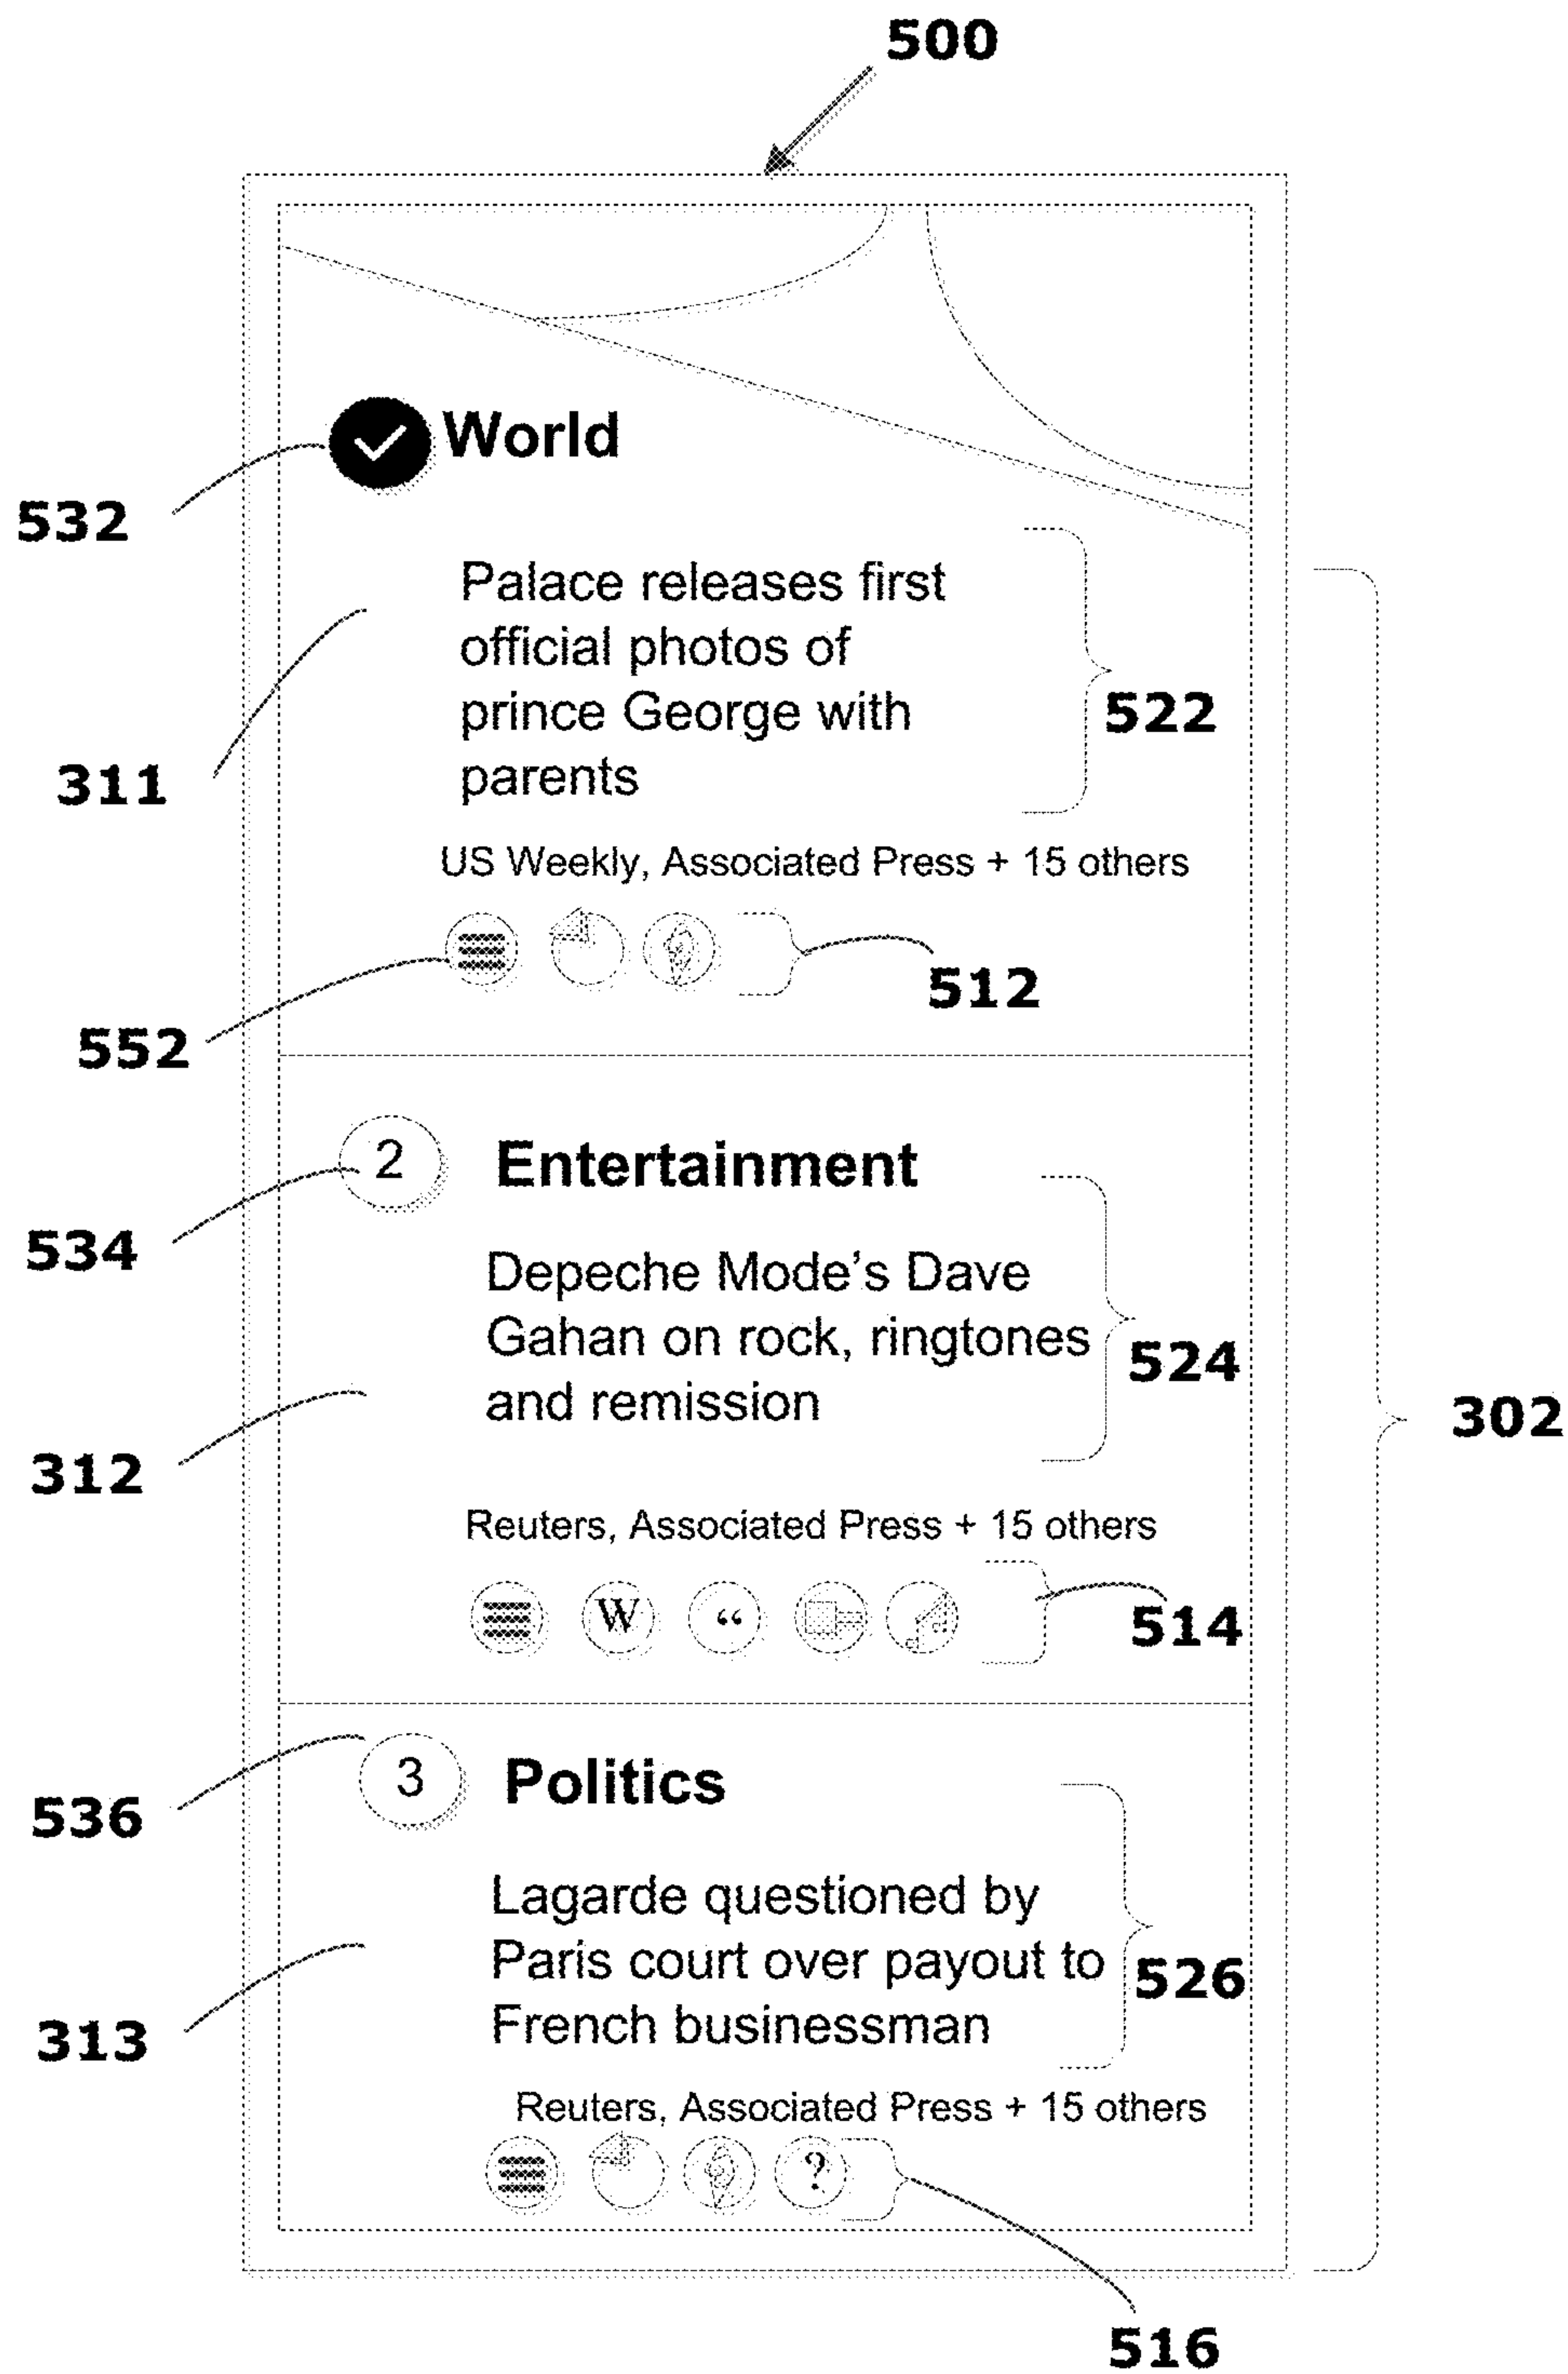 500
World
532
Palace releases first
official photos of
prince George with
parents
522
311
US Weekly, Associated Press + 15 others
512
552
2 Entertainment
534
Depeche Mode's Dave
Gahan on rock, ringtones
and remission
524
302
312
Reuters, Associated Press + 15 others
W “
514
3 Politics
536
Lagarde questioned by
Paris court over payout to
French businessman
526
313
Reuters, Associated Press + 15 others
?
516